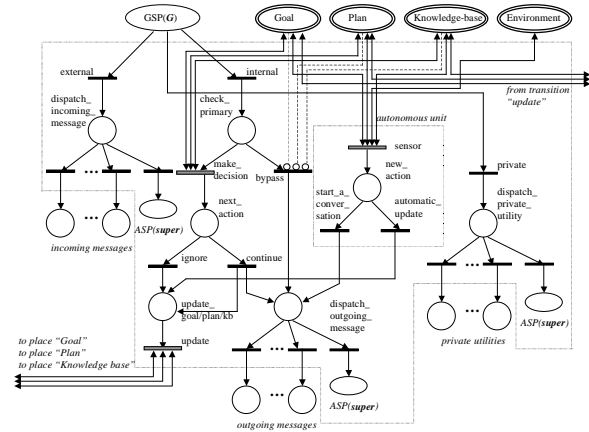 GSP(G)
Goal
Plan
Knowledge-base
Environment
external
internal
from transition
"update"
dispatch_
incoming_
message
check_
primary
autonomous unit
sensor
make_
decision
bypass
new_
action
private
start_a_
conver_
sation
automatic_
update
dispatch_
private_
utility
next_
action
ASP(super)
incoming messages
ignore
continue
update_
goal/plan/kb
dispatch_
outgoing_
message
ASP(super)
private utilities
to place "Goal"
to place "Plan"
to place "Knowledge base"
update
ASP(super)
outgoing messages